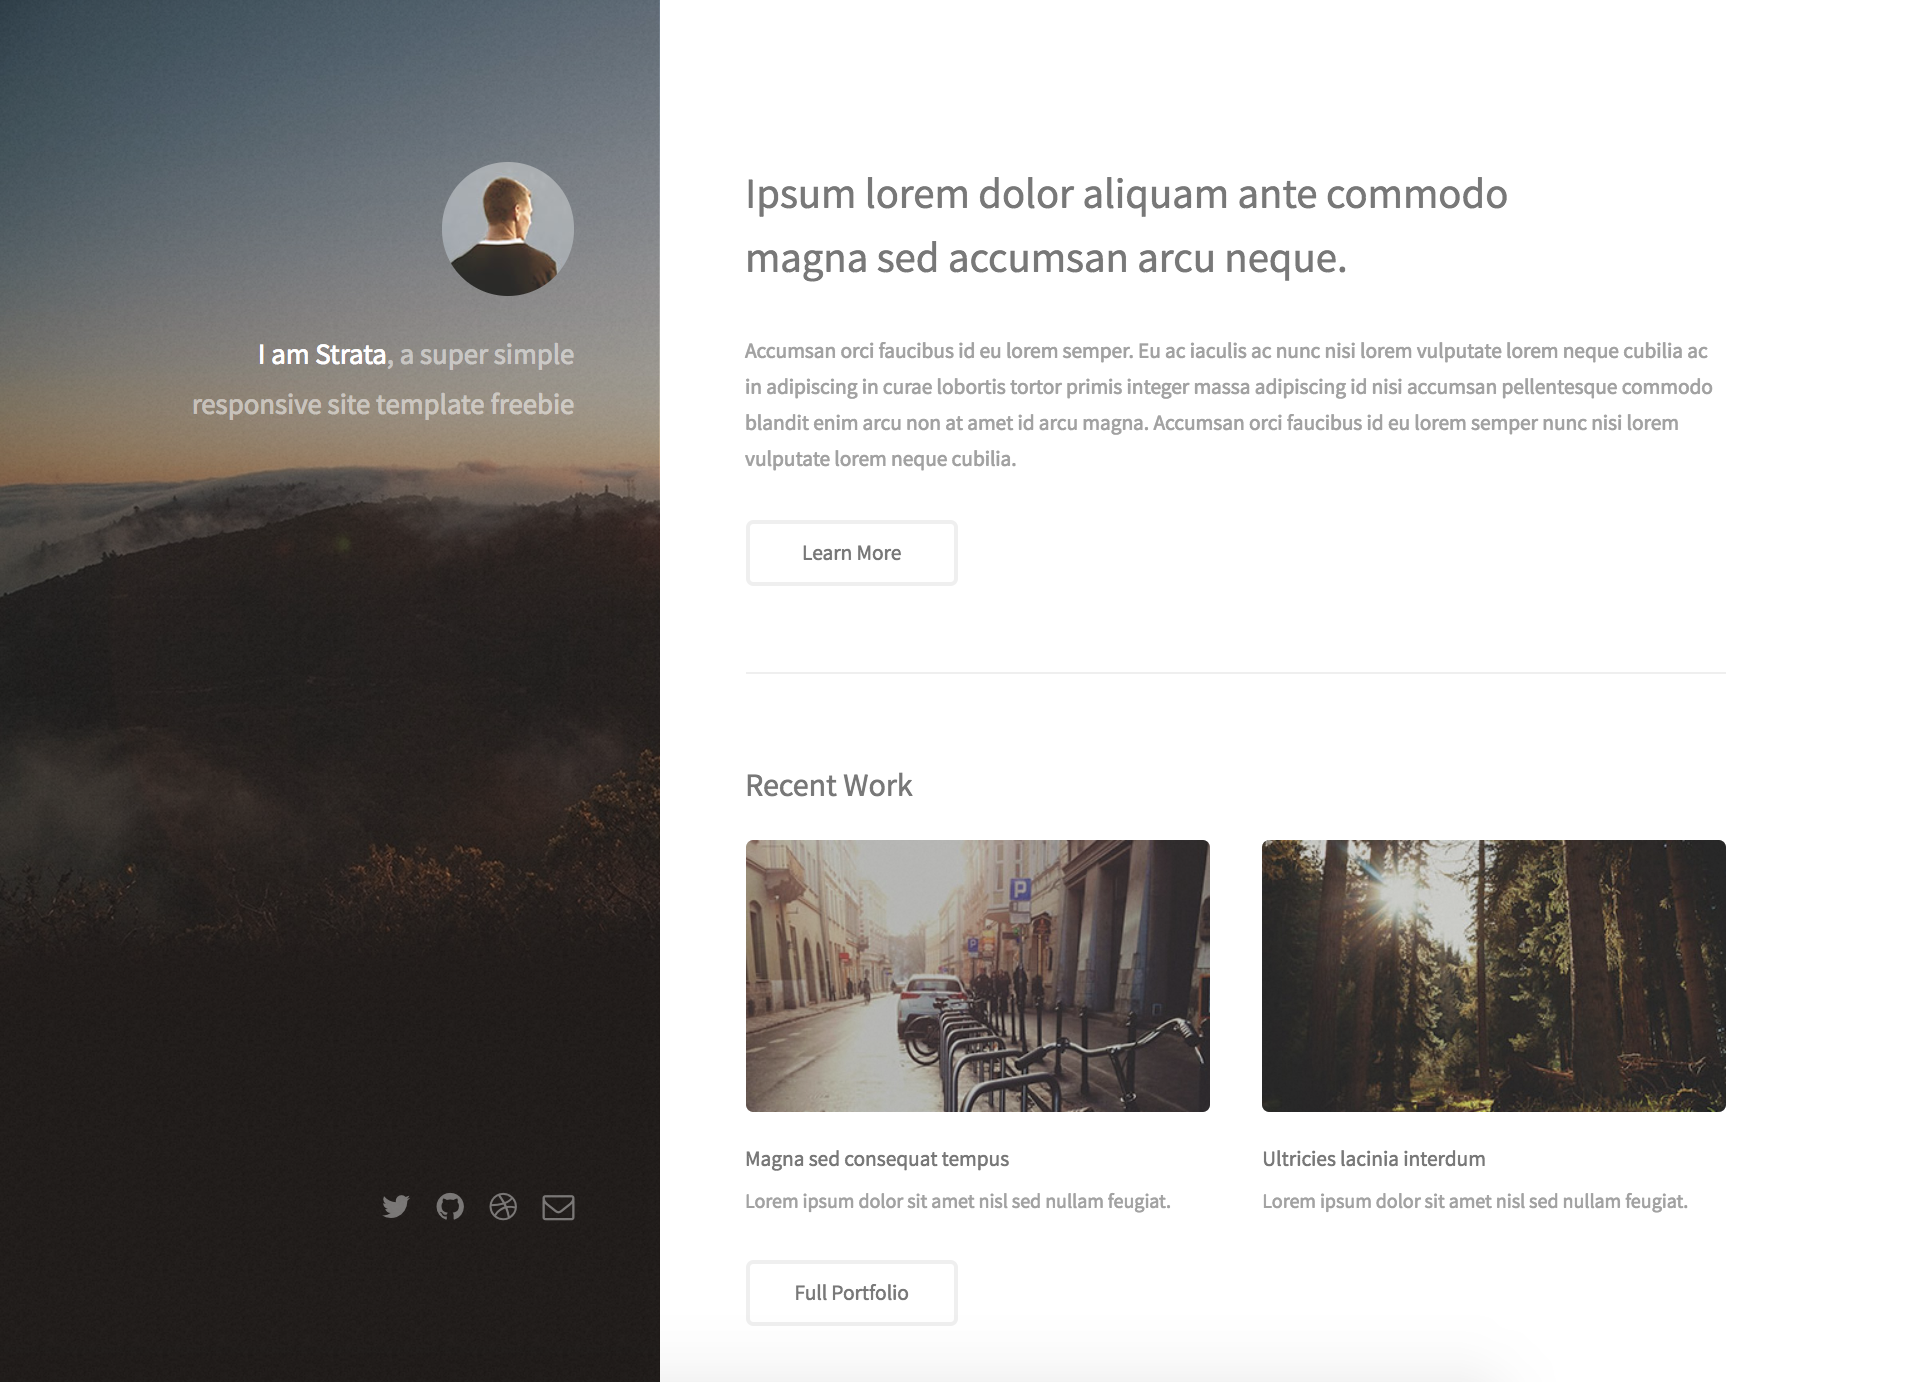 I am Strata, a super simple
responsive site template freebie
Ipsum lorem dolor aliquam ante commodo
magna sed accumsan arcu neque.
Accumsan orci faucibus id eu lorem semper. Eu ac iaculis ac nunc nisi lorem vulputate lorem neque cubilia ac
in adipiscing in curae lobortis tortor primis integer massa adipiscing id nisi accumsan pellentesque commodo
blandit enim arcu non at amet id arcu magna. Accumsan orci faucibus id eu lorem semper nunc nisi lorem
vulputate lorem neque cubilia.
Learn More
Recent Work
P
P
Magna sed consequat tempus
Lorem ipsum dolor sit amet nisl sed nullam feugiat.
Ultricies lacinia interdum
Lorem ipsum dolor sit amet nisl sed nullam feugiat.
Full Portfolio